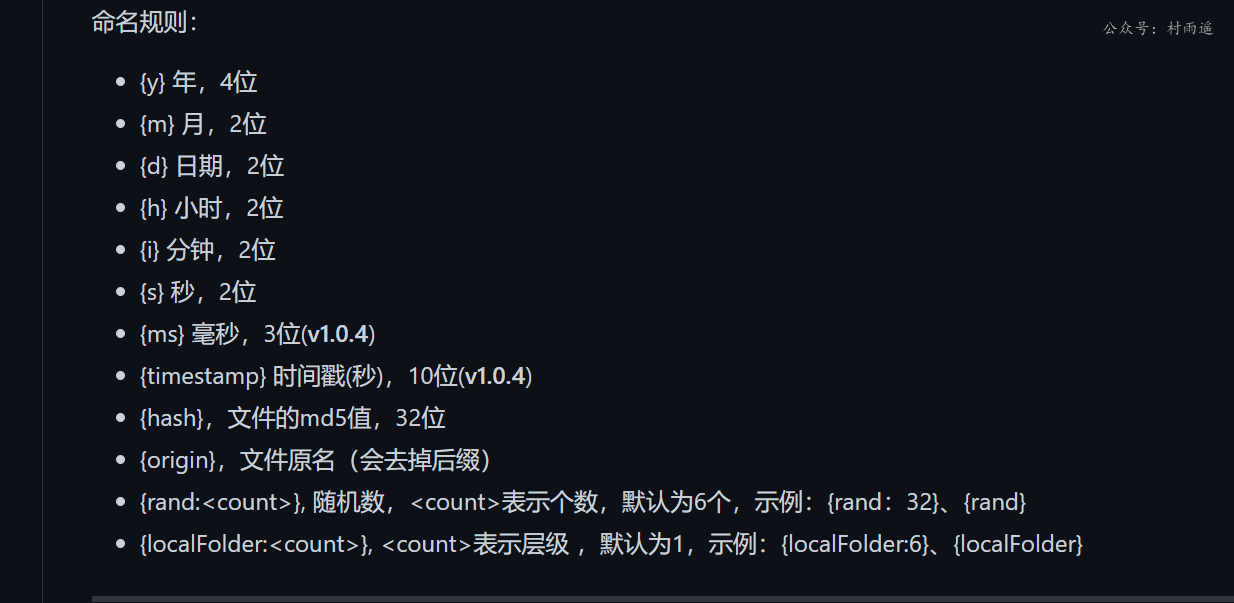 命名规则：
公众号：村雨遥
{y} 年，4位
{m} 月，2位
{d} 日期，2位
{h} 小时，2位
{i} 分钟，2位
{s} 秒，2位
{ms} 毫秒，3位(v1.0.4)
{timestamp} 时间戳(秒)，10位(v1.0.4)
{hash}，文件的md5值，32位
{origin}，文件原名（会去掉后缀）
{rand:<count>}, 随机数，<count>表示个数，默认为6个，示例：{rand：32}、{rand}
{localFolder:<count>}, <count>表示层级 ，默认为1，示例：{localFolder:6}、{localFolder}